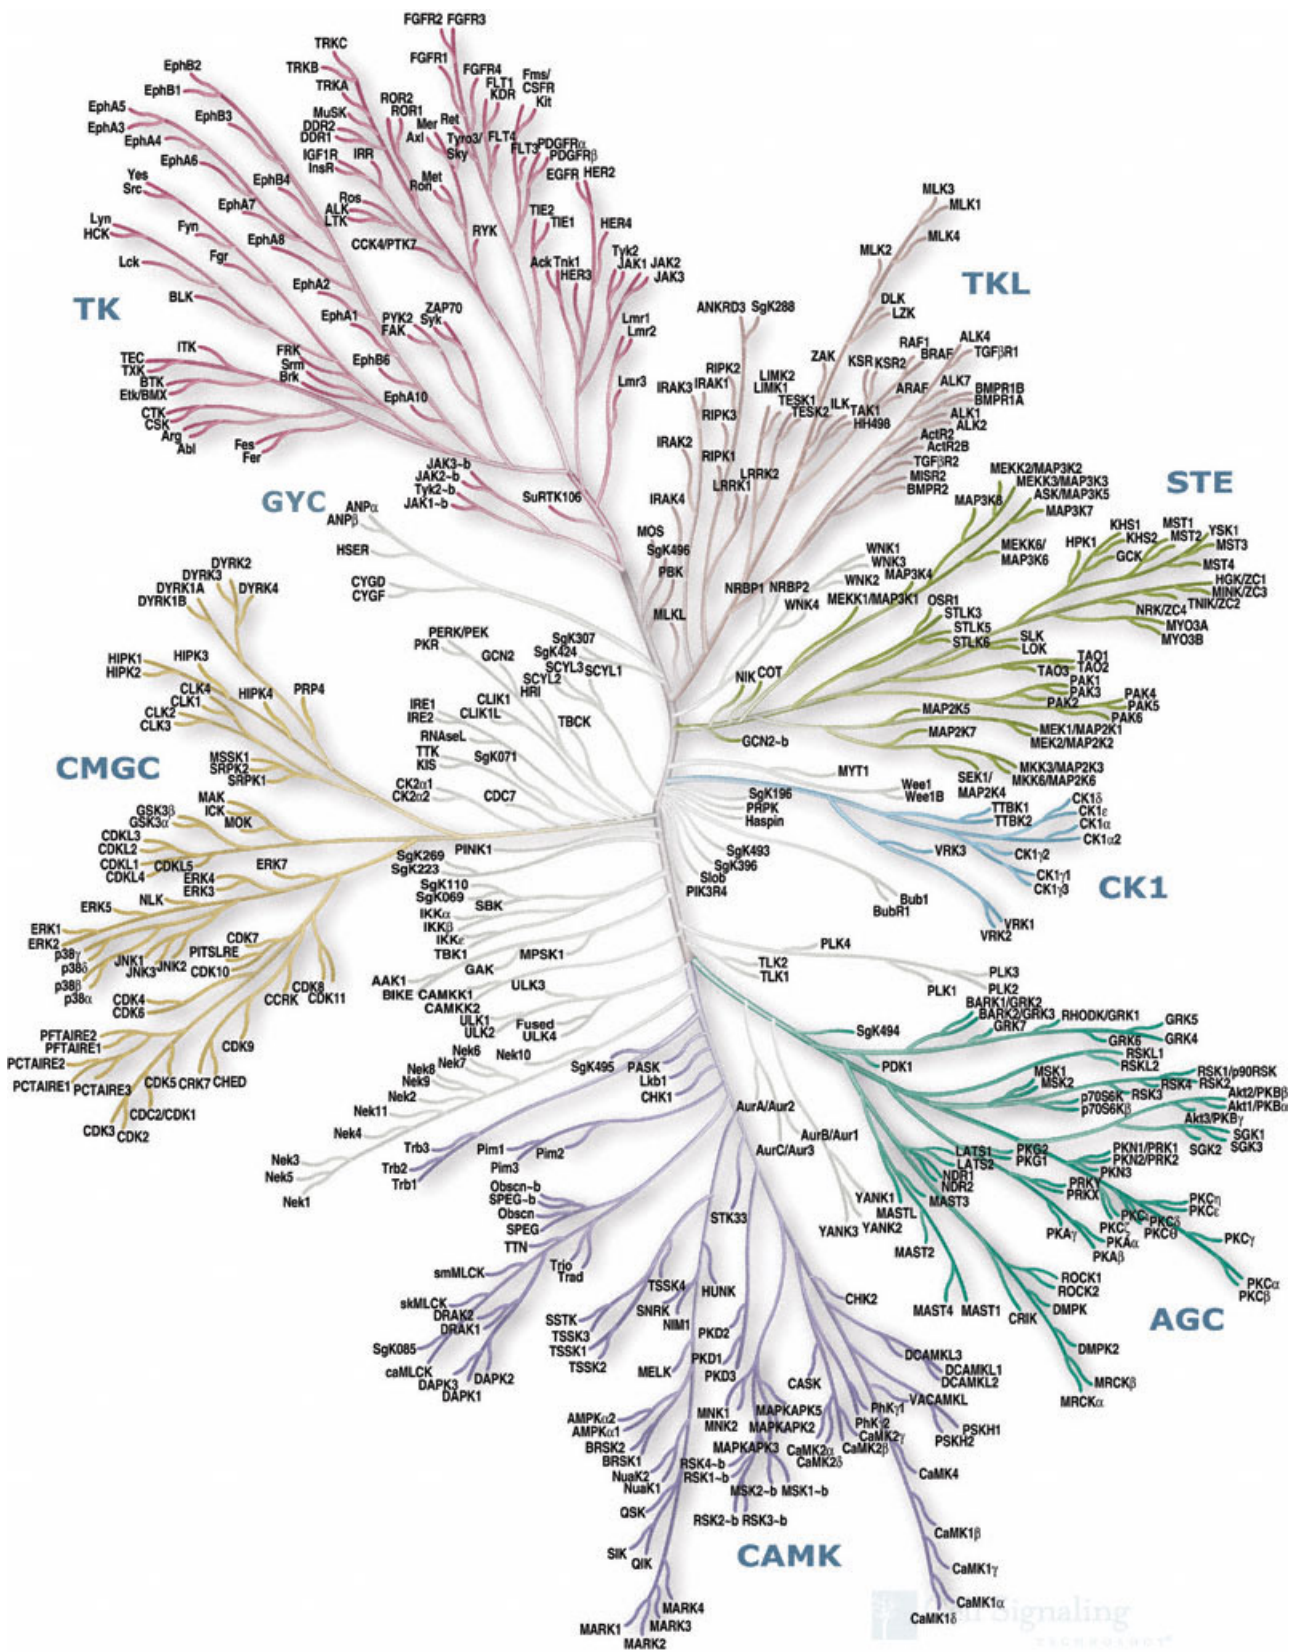 FGFR2 FGFR3
TRKC
TRKB
TRKA
FGFR1
FGFR4
FLT1
KDR
Fms/
CSFR
Kit
EphB2
EphB1
EphA5
EphA3
EphB3
EphA4
EphA6
MuSK
DDR2
DDR1
ROR2
ROR1
Mer
Axl
Ret
Tyro3/
Sky
FLT4
FLT3
PDGFRα
PDGFRβ
IGF1R
InsR
IRR
Met
Ron
EGFR
HER2
Yes
Src
EphB4
EphA7
Ros
ALK
LTK
TIE2
TIE1
HER4
Lyn
HCK
Fyn
EphA8
CCK4/PTK7
RYK
Tyk2
JAK1
JAK2
JAK3
Lck
Fgr
Ack
Tnk1
HER3
BLK
EphA2
TK
EphA1
PYK2
FAK
ZAP70
Syk
Lmr1
Lmr2
ITK
FRK
Srm
Brk
EphB6
TEC
TXK
BTK
Etk/BMX
EphA10
Lmr3
CTK
CSK
Arg
Abl
Fes
Fer
JAK3~b
JAK2~b
Tyk2~b
JAK1~b
SuRTK106
MLK3
MLK1
MLK4
MLK2
TKL
DLK
LZK
ANKRD3
SgK288
ZAK
KSR
KSR2
RAF1
BRAF
ALK4
TGFβR1
RIPK2
IRAK3
IRAK1
LIMK2
LIMK1
TESK1
TESK2
ILK
TAK1
HH498
ARAF
ALK7
BMPR1B
BMPR1A
ALK1
ALK2
RIPK3
IRAK2
RIPK1
LRRK2
LRRK1
ActR2
ActR2B
TGFβR2
MISR2
BMPR2
IRAK4
GYC
ANPα
ANPβ
HSER
CYGD
CYGF
MOS
SgK496
PBK
MLKL
NRBP1
NRBP2
WNK1
WNK3
WNK2
WNK4
STE
MEKK2/MAP3K2
MEKK3/MAP3K3
ASK/MAP3K5
MAP3K8
MAP3K7
MEKK6/
MAP3K6
MAP3K4
MEKK1/MAP3K1
KHS1
KHS2
HPK1
GCK
MST1
MST2
YSK1
MST3
MST4
HGK/ZC1
MINK/ZC3
TNIK/ZC2
NRK/ZC4
MYO3A
MYO3B
OSR1
STLK3
STLK5
STLK6
SLK
LOK
TAO1
TAO2
TAO3
NIK
COT
PAK1
PAK3
PAK2
PAK4
PAK5
PAK6
MAP2K5
MAP2K7
MEK1/MAP2K1
MEK2/MAP2K2
GCN2~b
MKK3/MAP2K3
MKK6/MAP2K6
SEK1/
MAP2K4
DYRK2
DYRK3
DYRK1A
DYRK1B
DYRK4
HIPK1
HIPK2
HIPK3
CLK4
CLK1
CLK2
CLK3
HIPK4
PRP4
PERK/PEK
PKR
GCN2
SgK307
SgK424
SCYL3
SCYL2
SCYL1
HRI
CLIK1
CLIK1L
TBCK
IRE1
IRE2
RNAseL
TTK
KIS
SgK071
CK2α1
CK2α2
CDC7
CMGC
MSSK1
SRPK2
SRPK1
MAK
ICK
MOK
GSK3β
GSK3α
CDKL3
CDKL2
CDKL1
CDKL5
CDKL4
ERK7
ERK4
ERK3
NLK
ERK5
ERK1
ERK2
p38γ
p38δ
p38β
p38α
JNK1
JNK3
JNK2
CDK7
PITSLRE
CDK10
CDK4
CDK6
CCRK
CDK8
CDK11
PFTAIRE2
PFTAIRE1
PCTAIRE2
PCTAIRE1
PCTAIRE3
CDK5
CRK7
CHED
CDK9
CDC2/CDK1
CDK3
CDK2
PINK1
SgK269
SgK223
SgK110
SgK069
SBK
IKKα
IKKβ
IKKε
TBK1
MPSK1
GAK
AAK1
BIKE
CAMKK1
CAMKK2
ULK3
ULK1
ULK2
Fused
ULK4
Nek6
Nek7
Nek10
Nek8
Nek9
Nek2
Nek11
Nek4
Nek3
Nek5
Nek1
MYT1
Wee1
Wee1B
SgK196
PRPK
Haspin
SgK493
SgK396
Slob
PIK3R4
Bub1
BubR1
TTBK1
TTBK2
CK1δ
CK1ε
CK1α
CK1α2
VRK3
CK1γ2
CK1γ1
CK1γ3
CK1
VRK1
VRK2
PLK4
TLK2
TLK1
PLK3
PLK2
PLK1
BARK1/GRK2
BARK2/GRK3
RHODK/GRK1
GRK5
GRK7
GRK6
GRK4
SgK494
PDK1
RSKL1
RSKL2
MSK1
MSK2
RSK1/p90RSK
RSK4
RSK2
RSK3
p70S6K
p70S6Kβ
Akt2/PKBβ
Akt1/PKBα
Akt3/PKBγ
SGK1
SGK2
SGK3
LATS1
LATS2
NDR1
NDR2
PKG2
PKG1
PKN1/PRK1
PKN2/PRK2
PKN3
PRKY
PRKX
MAST3
YANK1
MASTL
YANK2
YANK3
MAST2
PKAγ
PKAα
PKAβ
PKCζ
PKCι
PKCδ
PKCθ
PKCη
PKCε
PKCγ
PKCα
PKCβ
AGC
ROCK1
ROCK2
DMPK
CRIK
MAST4
MAST1
DMPK2
MRCKβ
MRCKα
AurA/Aur2
AurB/Aur1
AurC/Aur3
SgK495
PASK
Lkb1
CHK1
Trb3
Trb2
Trb1
Pim1
Pim2
Pim3
Obscn~b
SPEG~b
Obscn
SPEG
TTN
STK33
smMLCK
Trio
Trad
skMLCK
DRAK2
DRAK1
SgK085
caMLCK
DAPK3
DAPK2
DAPK1
TSSK4
SSTK
TSSK3
TSSK1
TSSK2
HUNK
SNRK
NIM1
MELK
PKD2
PKD1
PKD3
CHK2
DCAMKL3
DCAMKL1
DCAMKL2
CASK
VACAMKL
MNK1
MNK2
MAPKAPK5
MAPKAPK2
MAPKAPK3
PhKγ1
PhKγ2
CaMK2γ
CaMK2α
CaMK2β
CaMK2δ
PSKH1
PSKH2
AMPKα2
AMPKα1
BRSK2
BRSK1
NuaK2
NuaK1
RSK4~b
RSK1~b
MSK2~b
MSK1~b
RSK2~b
RSK3~b
CaMK4
QSK
SIK
QIK
CAMK
CaMK1β
CaMK1γ
CaMK1α
CaMK1δ
MARK4
MARK3
MARK1
MARK2
Signaling
TECHNOLOGY